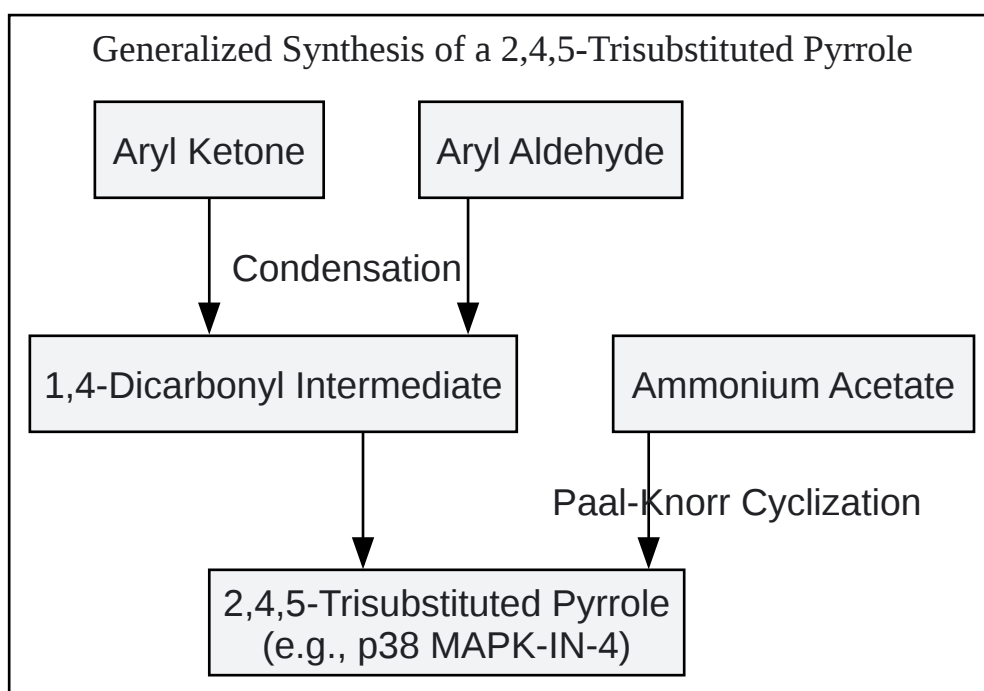 Generalized Synthesis of a 2,4,5-Trisubstituted Pyrrole
Aryl Ketone
Aryl Aldehyde
Condensation
1,4-Dicarbonyl Intermediate
Ammonium Acetate
Paal-Knorr Cyclization
2,4,5-Trisubstituted Pyrrole
(e.g., p38 MAPK-IN-4)